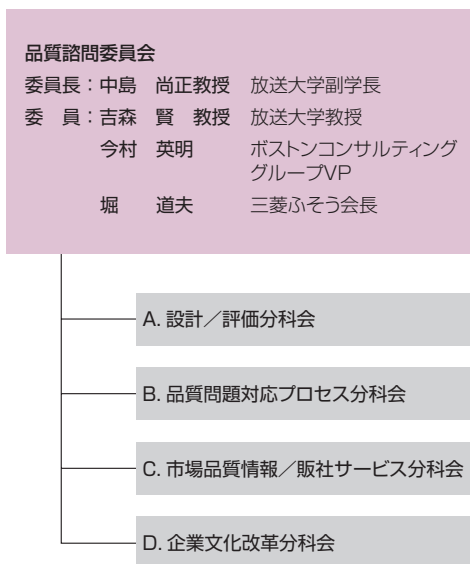 品質諮問委員会
委員長：中島　尚正教授　放送大学副学長
委　員：吉森　賢　教授　放送大学教授
今村　英明　ボストンコンサルティング
グループVP
堀　道夫　三菱ふそう会長
A. 設計／評価分科会
B. 品質問題対応プロセス分科会
C. 市場品質情報／販社サービス分科会
D. 企業文化改革分科会